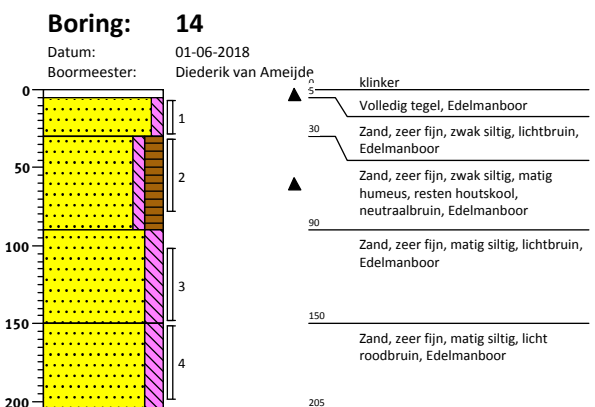 Boring: 14
Datum: 01-06-2018
Boormeester: Diederik van Ameijde
0
50
100
150
200
1
2
3
4
0
klinker
5
Volledig tegel, Edelmanboor
30
Zand, zeer fijn, zwak siltig, lichtbruin,
Edelmanboor
Zand, zeer fijn, zwak siltig, matig
humeus, resten houtskool,
neutraalbruin, Edelmanboor
90
Zand, zeer fijn, matig siltig, lichtbruin,
Edelmanboor
150
Zand, zeer fijn, matig siltig, licht
roodbruin, Edelmanboor
205